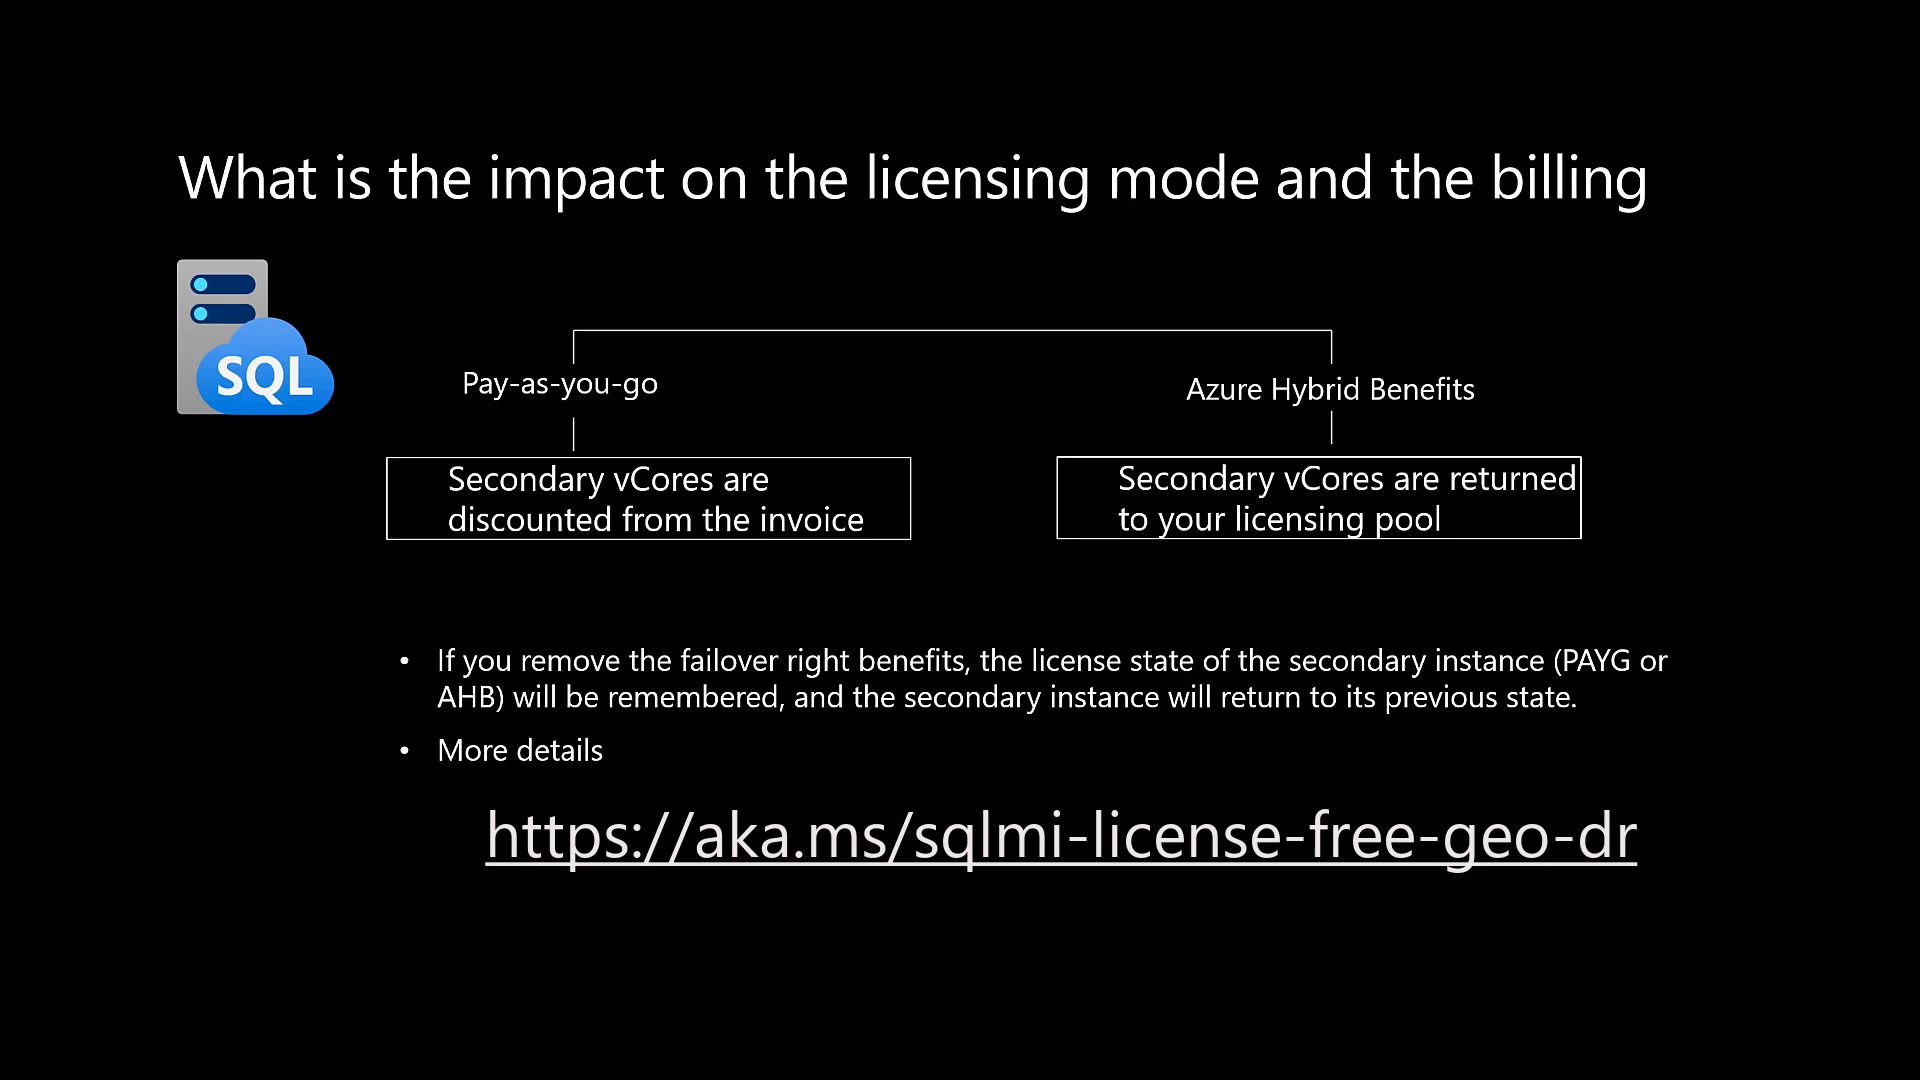 What is the impact on the licensing mode and the billing
SQL
Pay-as-you-go
Azure Hybrid Benefits
Secondary vCores are
discounted from the invoice
Secondary vCores are returned
to your licensing pool
• If you remove the failover right benefits, the license state of the secondary instance (PAYG or
AHB) will be remembered, and the secondary instance will return to its previous state.
• More details
https://aka.ms/sqlmi-license-free-geo-dr